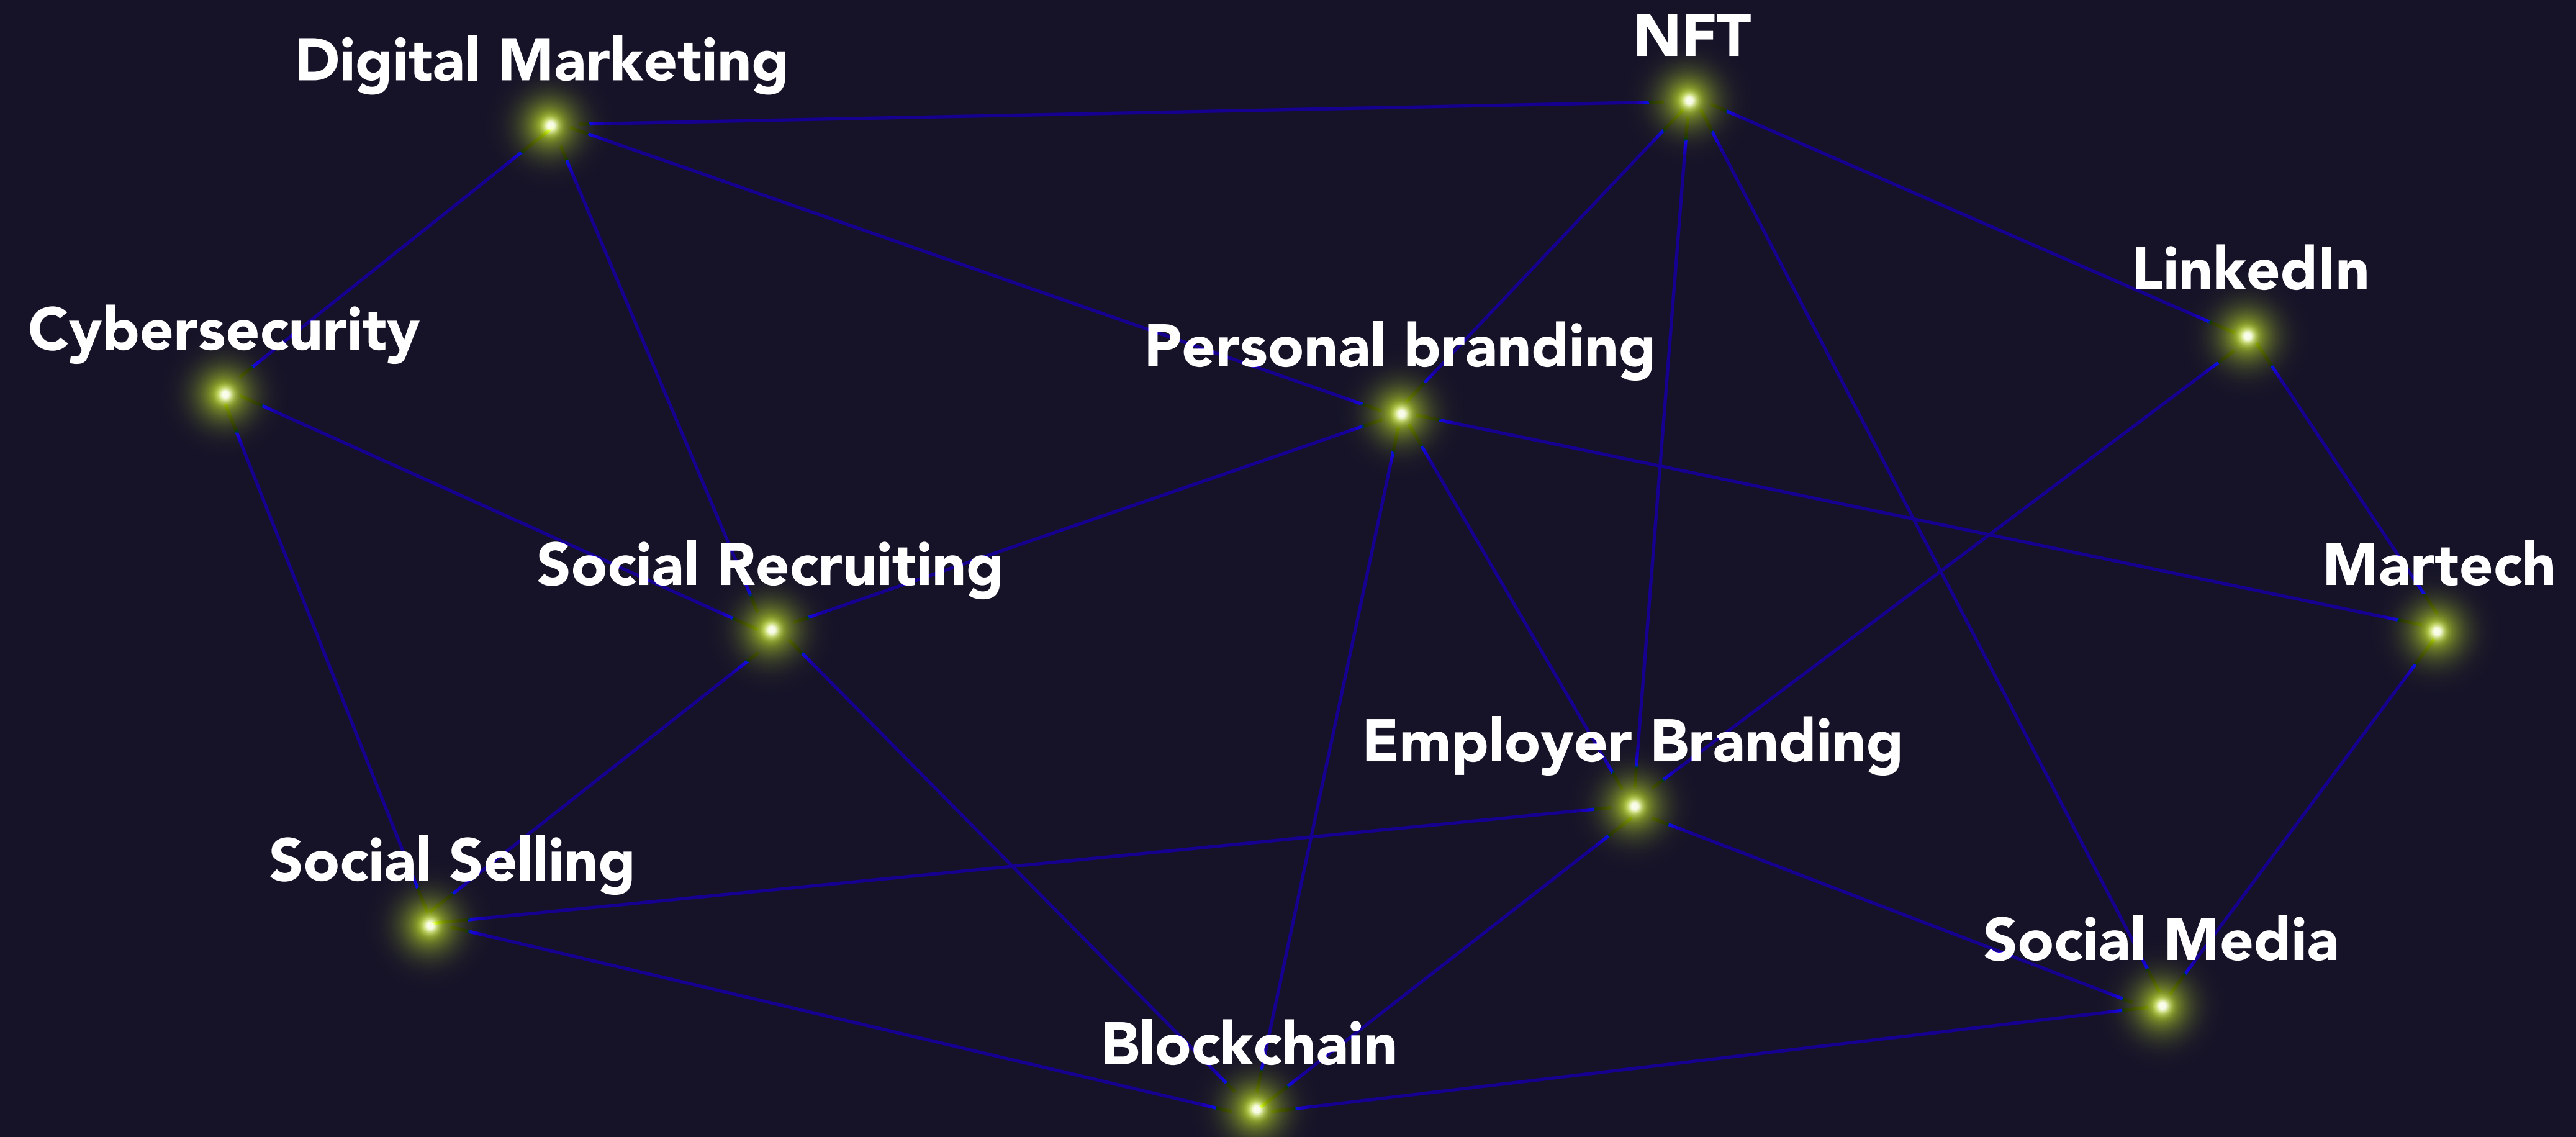 NFT
Digital Marketing
LinkedIn
Cybersecurity
Personal branding
Social Recruiting
Martech
Employer Branding
Social Selling
Social Media
Blockchain